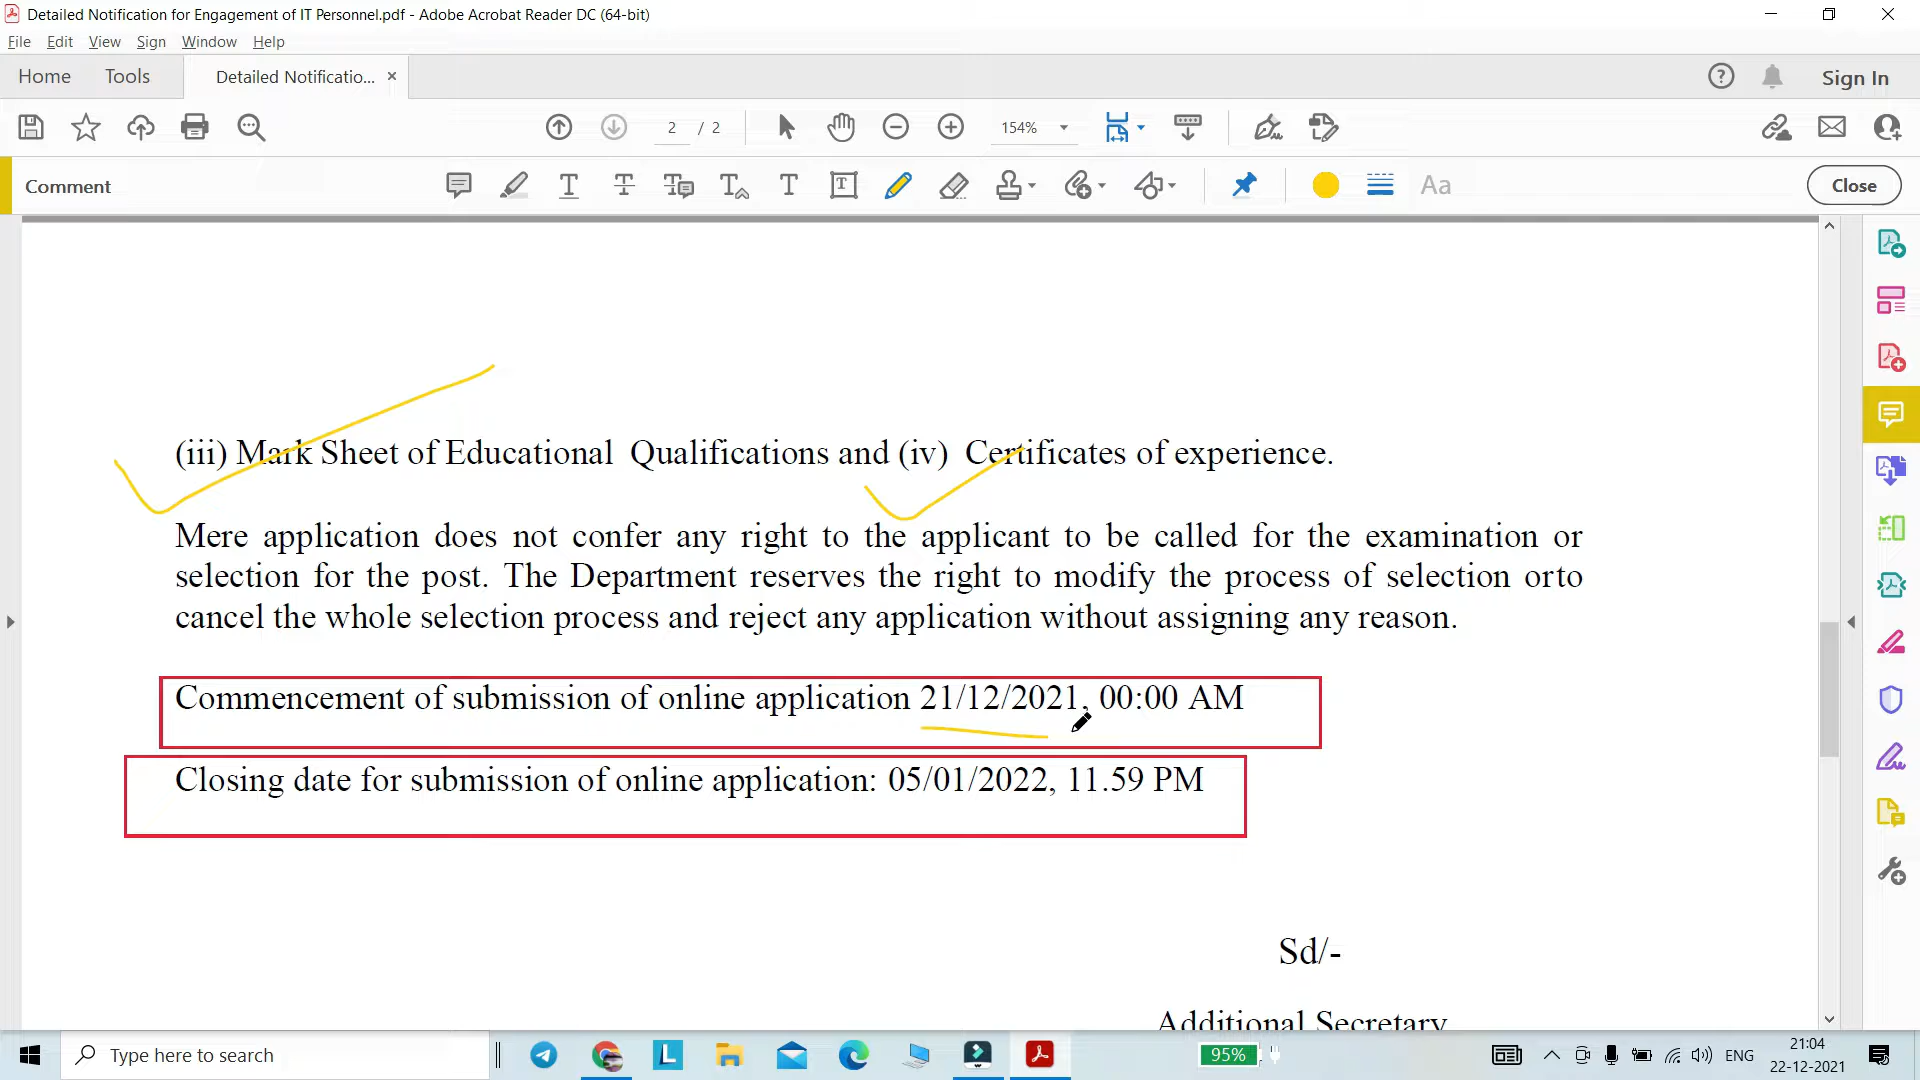 Detailed Notification for Engagement of IT Personnel.pdf - Adobe Acrobat Reader DC (64-bit)
File Edit View Sign Window Help
Home Tools Detailed Notificatio... × Sign In
2 / 2 154%
Comment Aa Close
(iii) Mark Sheet of Educational Qualifications and (iv) Certificates of experience.
Mere application does not confer any right to the applicant to be called for the examination or
selection for the post. The Department reserves the right to modify the process of selection orto
cancel the whole selection process and reject any application without assigning any reason.
Commencement of submission of online application 21/12/2021, 00:00 AM
Closing date for submission of online application: 05/01/2022, 11.59 PM
Sd/-
Additional Secretary
Type here to search
95%
ENG
21:04
22-12-2021